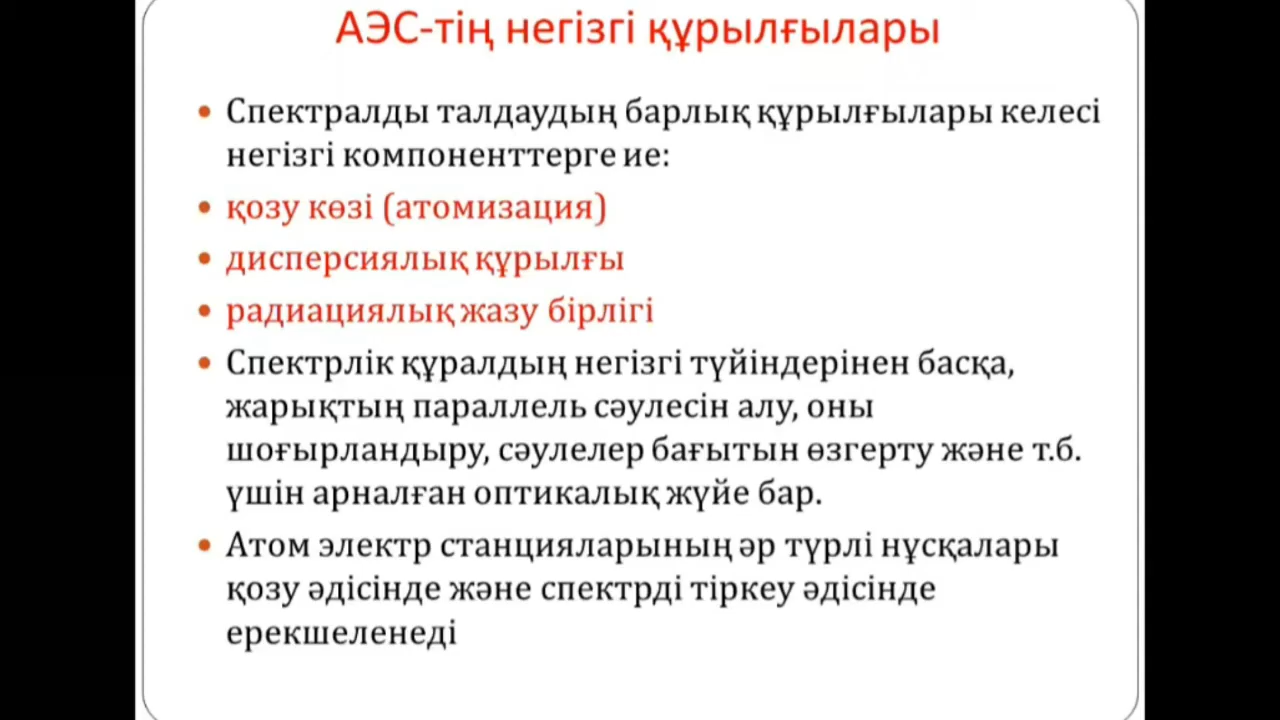 АЭС-тің негізгі құрылғылары
• Спектралды талдаудың барлық құрылғылары келесі
негізгі компоненттерге ие:
• қозу көзі (атомизация)
• дисперсиялық құрылғы
• радиациялық жазу бірлігі
• Спектрлік құралдың негізгі түйіндерінен басқа,
жарықтың параллель сәулесін алу, оны
шоғырландыру, сәулелер бағытын өзгерту және т.б.
үшін арналған оптикалық жүйе бар.
• Атом электр станцияларының әр түрлі нұсқалары
қозу әдісінде және спектрді тіркеу әдісінде
ерекшеленеді